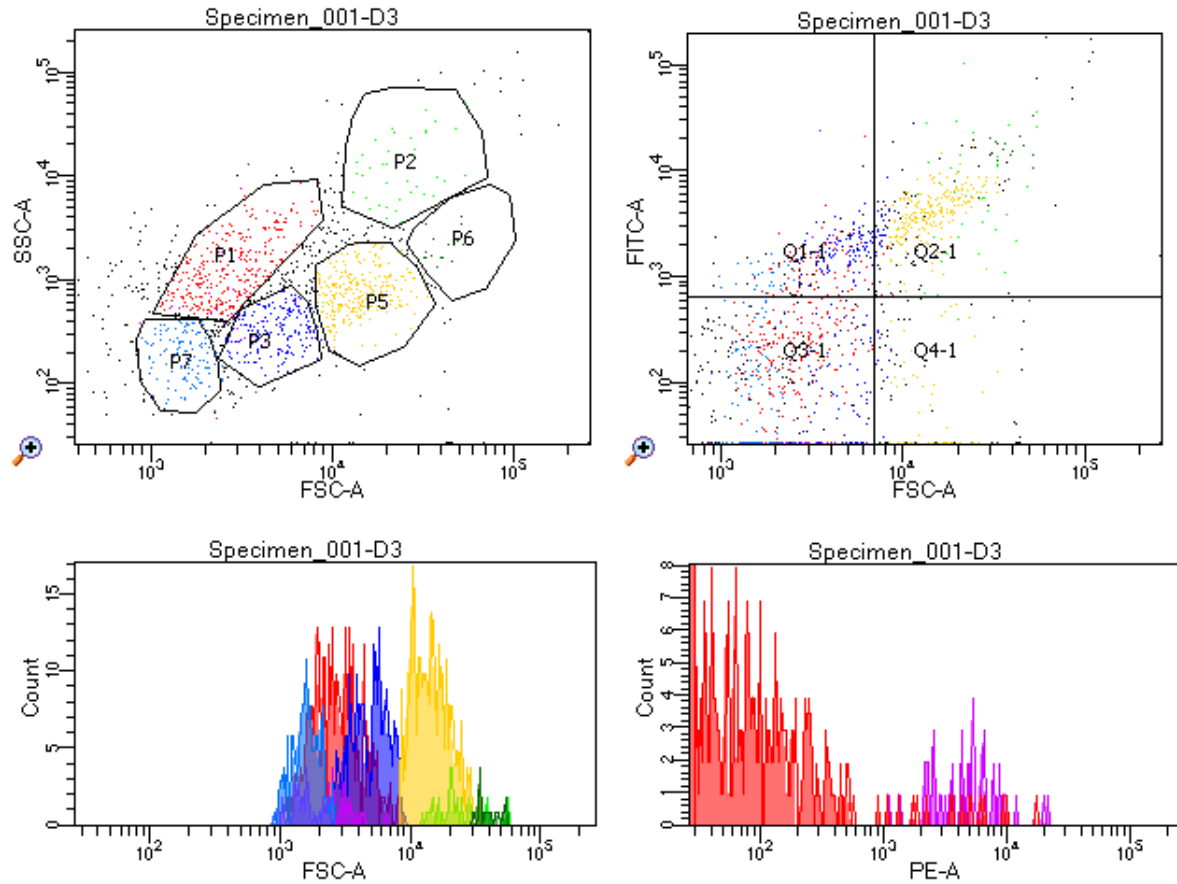 Specimen_001-D3
SSC-A
10^5
10^4
10^3
10^2
P1
P2
P3
P5
P6
P7
10^3
10^4
10^5
FSC-A
Specimen_001-D3
FITC-A
10^5
10^4
10^3
10^2
Q1-1
Q2-1
Q3-1
Q4-1
10^3
10^4
10^5
FSC-A
Specimen_001-D3
Count
15
10
5
0
10^2
10^3
10^4
10^5
FSC-A
Specimen_001-D3
Count
8
7
6
5
4
3
2
1
0
10^2
10^3
10^4
10^5
PE-A